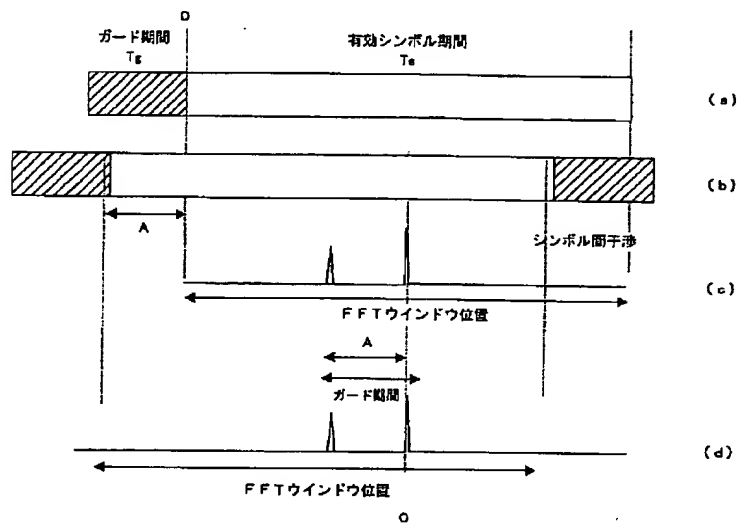 D
ガード期間
Tg
有効シンボル期間
Ts
(a)
(b)
A
シンボル間干渉
(c)
FFTウインドウ位置
A
ガード期間
(d)
FFTウインドウ位置
O